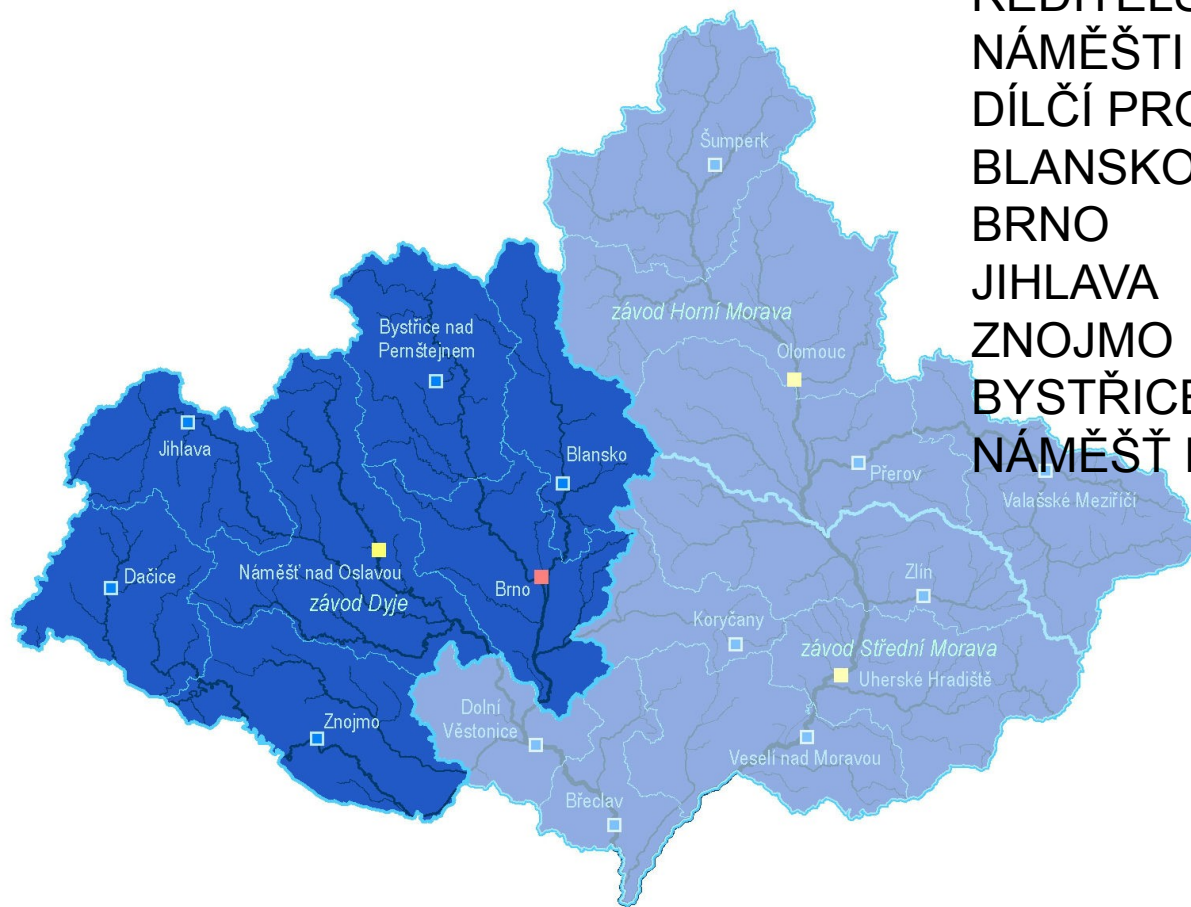 NÁMĚŠTI
DÍLČÍ
BLANSKO
BRNO
JIHLAVA
ZNOJMO
BYSTŘICE
NÁMĚŠŤ
Šumperk
závod Horní Morava
Olomouc
Bystřice nad
Pernštejnem
Jihlava
Blansko
Přerov
Valašské Meziříčí
Náměšť nad Oslavou
závod Dyje
Dačice
Brno
Zlín
Koryčany
závod Střední Morava
Uherské Hradiště
Znojmo
Dolní
Věstonice
Veselí nad Moravou
Břeclav